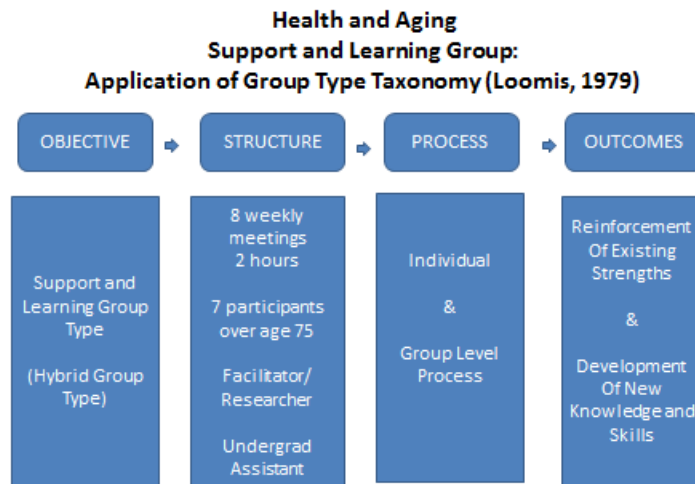 Health and Aging
Support and Learning Group:
Application of Group Type Taxonomy (Loomis, 1979)
OBJECTIVE
STRUCTURE
PROCESS
OUTCOMES
Support and
Learning Group
Type
(Hybrid Group
Type)
8 weekly
meetings
2 hours
7 participants
over age 75
Facilitator/
Researcher
Undergrad
Assistant
Individual
&
Group Level
Process
Reinforcement
Of Existing
Strengths
&
Development
Of New
Knowledge and
Skills